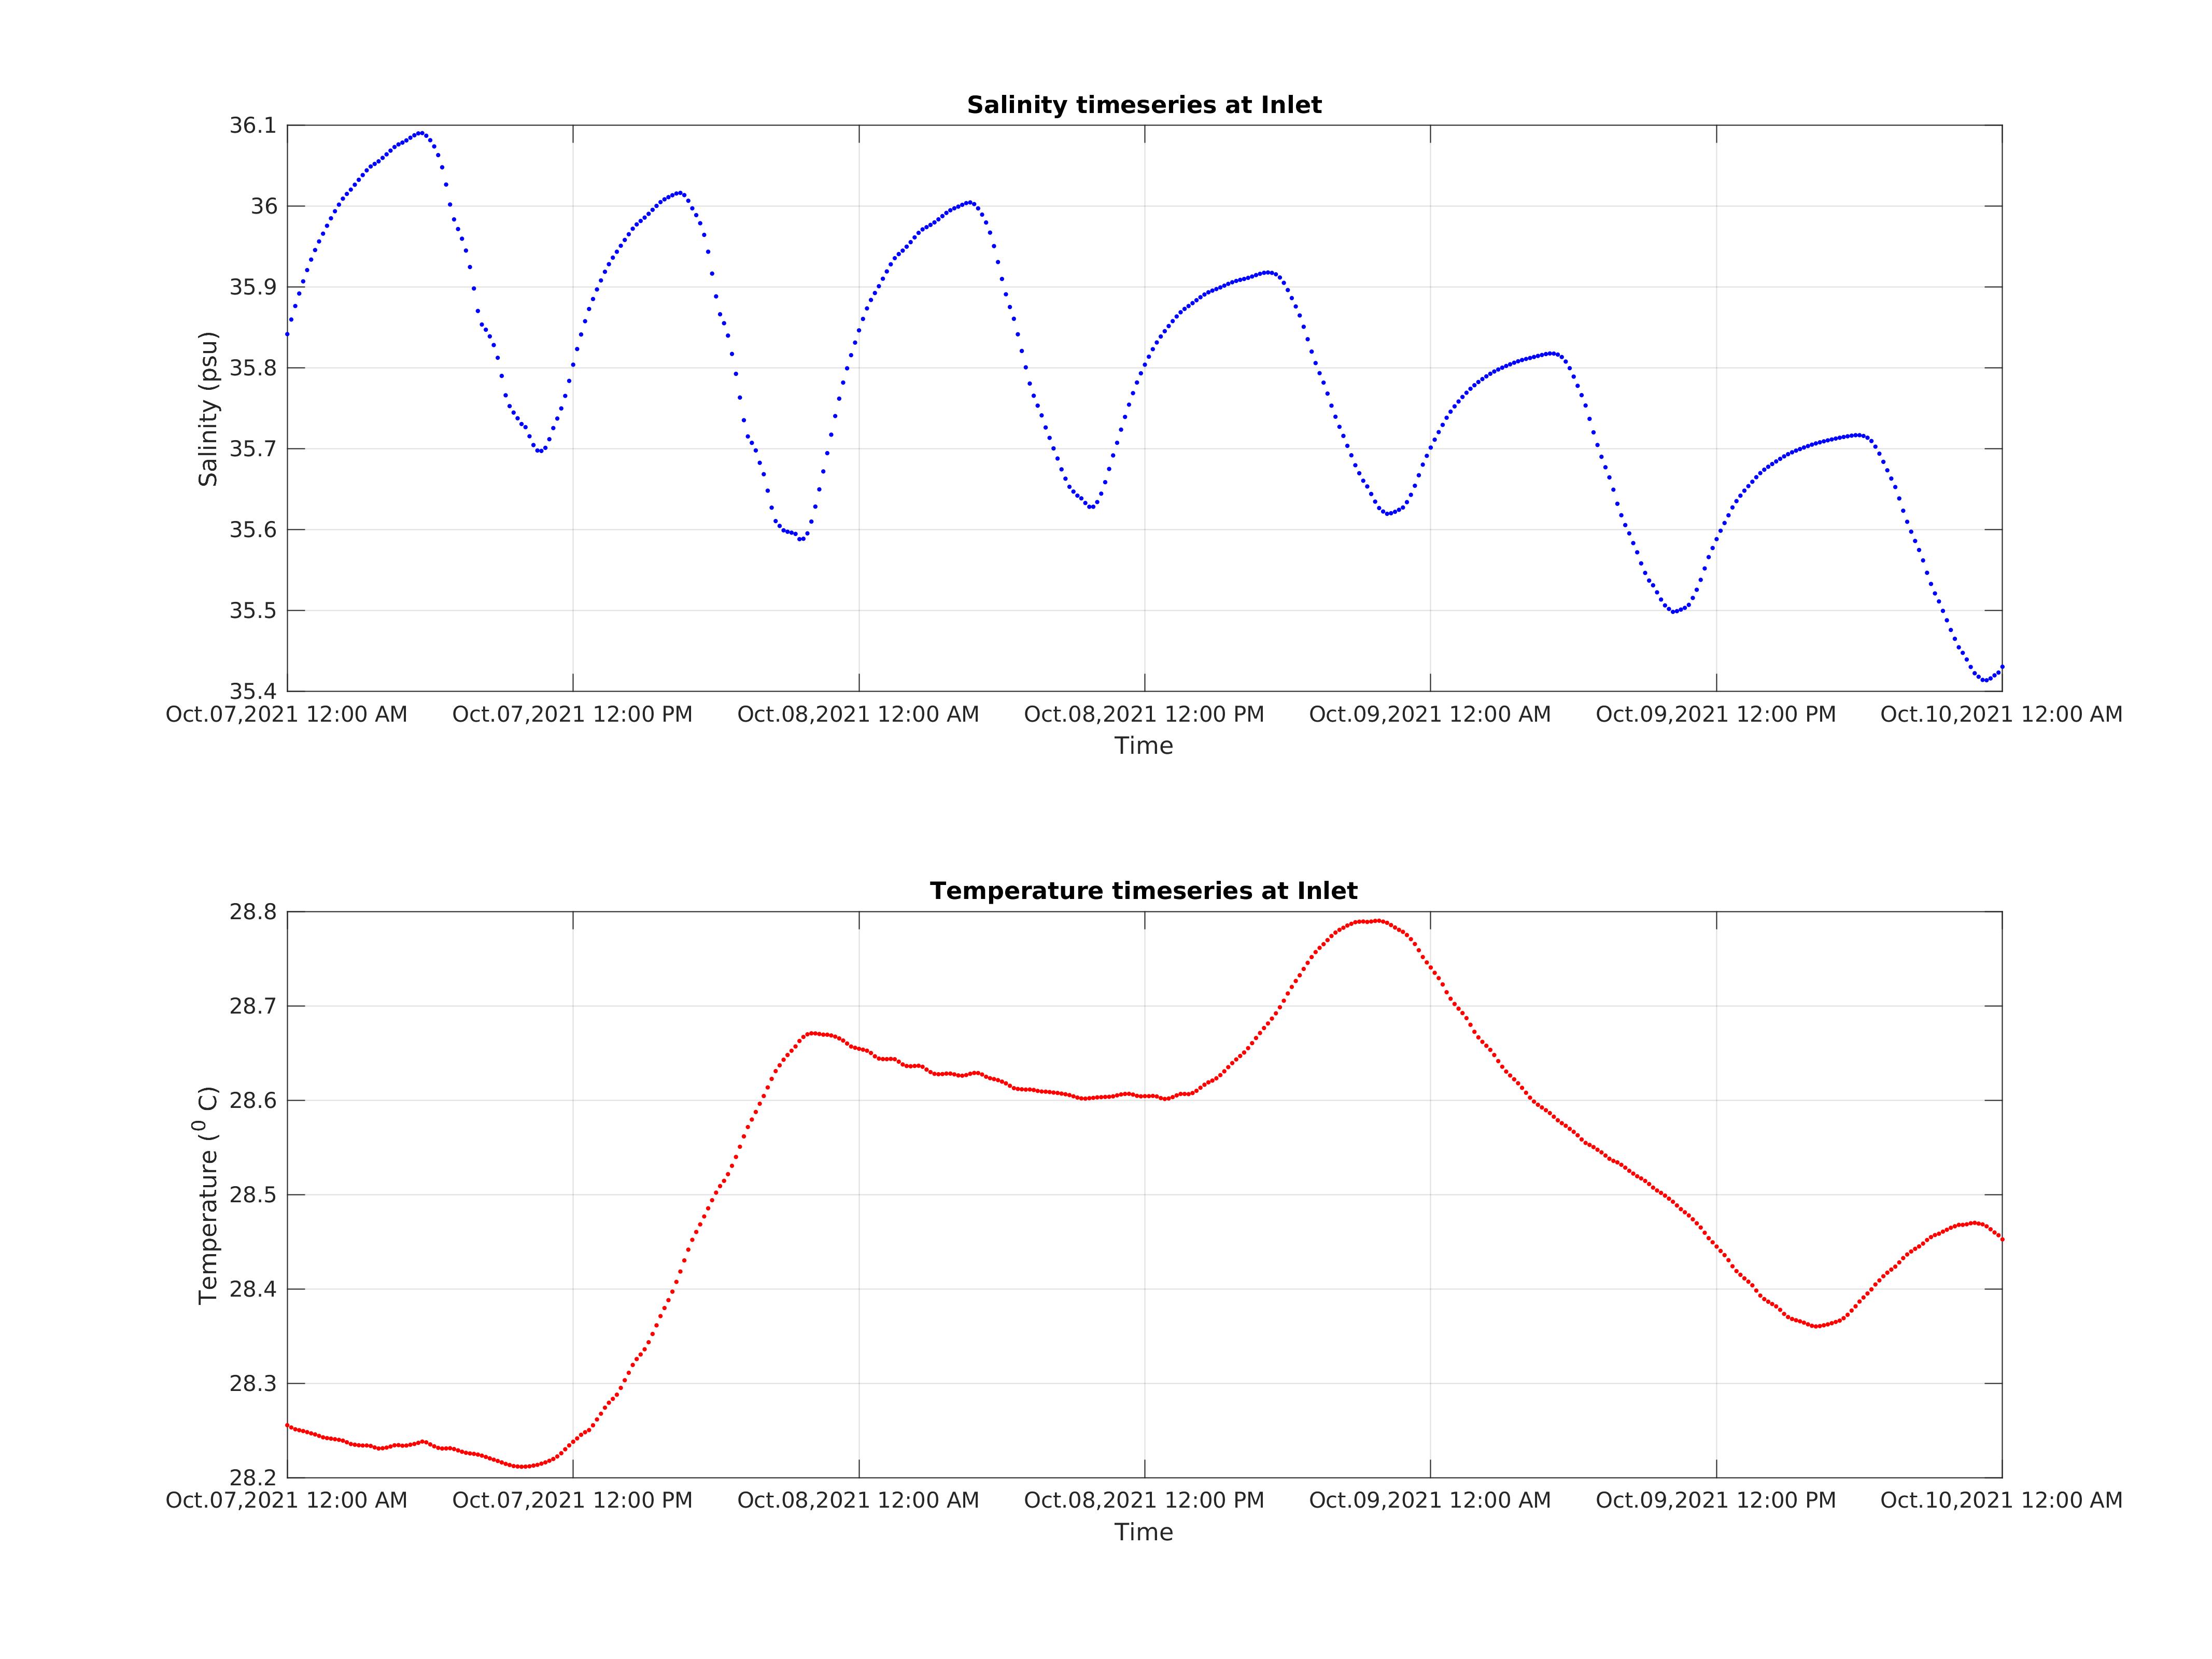 Salinity timeseries at Inlet
36.1
36
35.9
35.8
35.7
35.6
35.5
35.4
Salinity (psu)
Oct.07,2021 12:00 AM Oct.07,2021 12:00 PM Oct.08,2021 12:00 AM Oct.08,2021 12:00 PM Oct.09,2021 12:00 AM Oct.09,2021 12:00 PM Oct.10,2021 12:00 AM
Time
Temperature timeseries at Inlet
28.8
28.7
28.6
28.5
28.4
28.3
28.2
Temperature (⁰ C)
Oct.07,2021 12:00 AM Oct.07,2021 12:00 PM Oct.08,2021 12:00 AM Oct.08,2021 12:00 PM Oct.09,2021 12:00 AM Oct.09,2021 12:00 PM Oct.10,2021 12:00 AM
Time